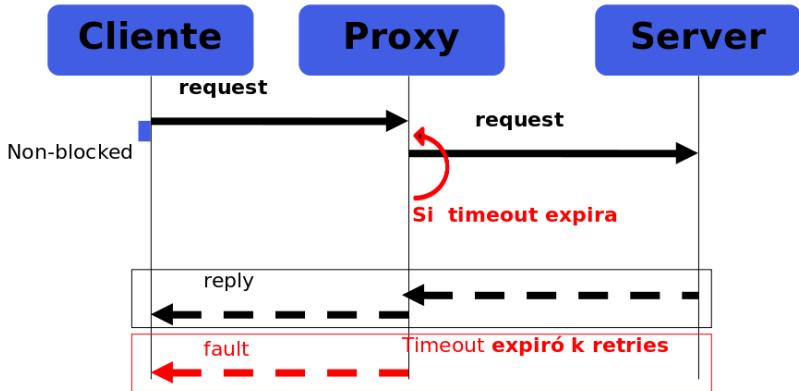 Cliente
Proxy
Server
request
request
Non-blocked
Si timeout expira
reply
fault
Timeout expiró k retries